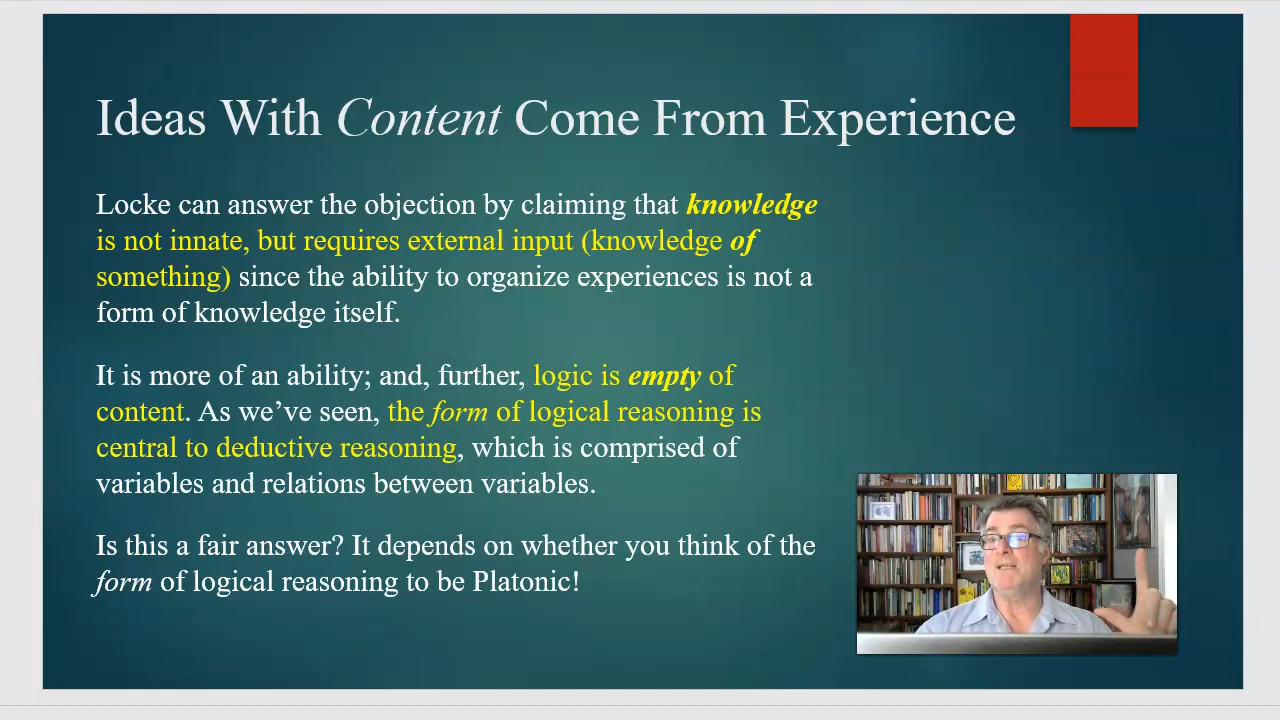 Ideas With Content Come From Experience
Locke can answer the objection by claiming that knowledge
is not innate, but requires external input (knowledge of
something) since the ability to organize experiences is not a
form of knowledge itself.
It is more of an ability; and, further, logic is empty of
content. As we’ve seen, the form of logical reasoning is
central to deductive reasoning, which is comprised of
variables and relations between variables.
Is this a fair answer? It depends on whether you think of the
form of logical reasoning to be Platonic!